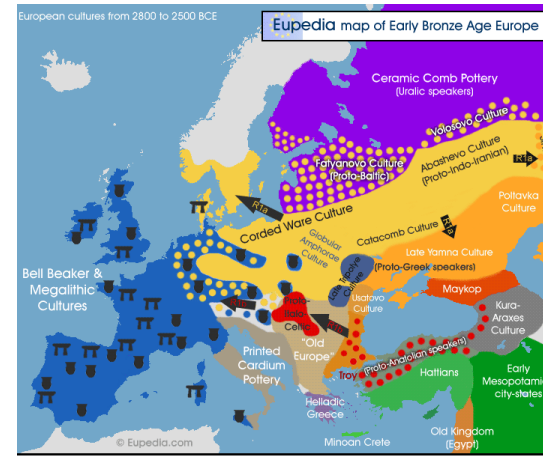 European cultures from 2800 to 2500 BCE
Eupedia map of Early Bronze Age Europe
Ceramic Comb Pottery
(Uralic speakers)
Volosovo Culture
Fatyanovo Culture
(Proto-Baltic)
Abashevo Culture
(Proto-Indo-Iranian)
R1a
R1a
Corded Ware Culture
Poltavka
Culture
Globular
Amphorae
Culture
Catacomb Culture
R1a
Late Yamna Culture
(Proto-Greek speakers)
Bell Beaker &
Megalithic
Cultures
Culture
Usatovo
Culture
Maykop
Proto-
Italo-
Celtic
Kura-
Araxes
Culture
"Old
Europe"
Printed
Cardium
Pottery
(Proto-Anatolian speakers)
Troy
Hattians
Early
Mesopotamic
city-states
Helladic
Greece
Minoan Crete
Old Kingdom
(Egypt)
© Eupedia.com